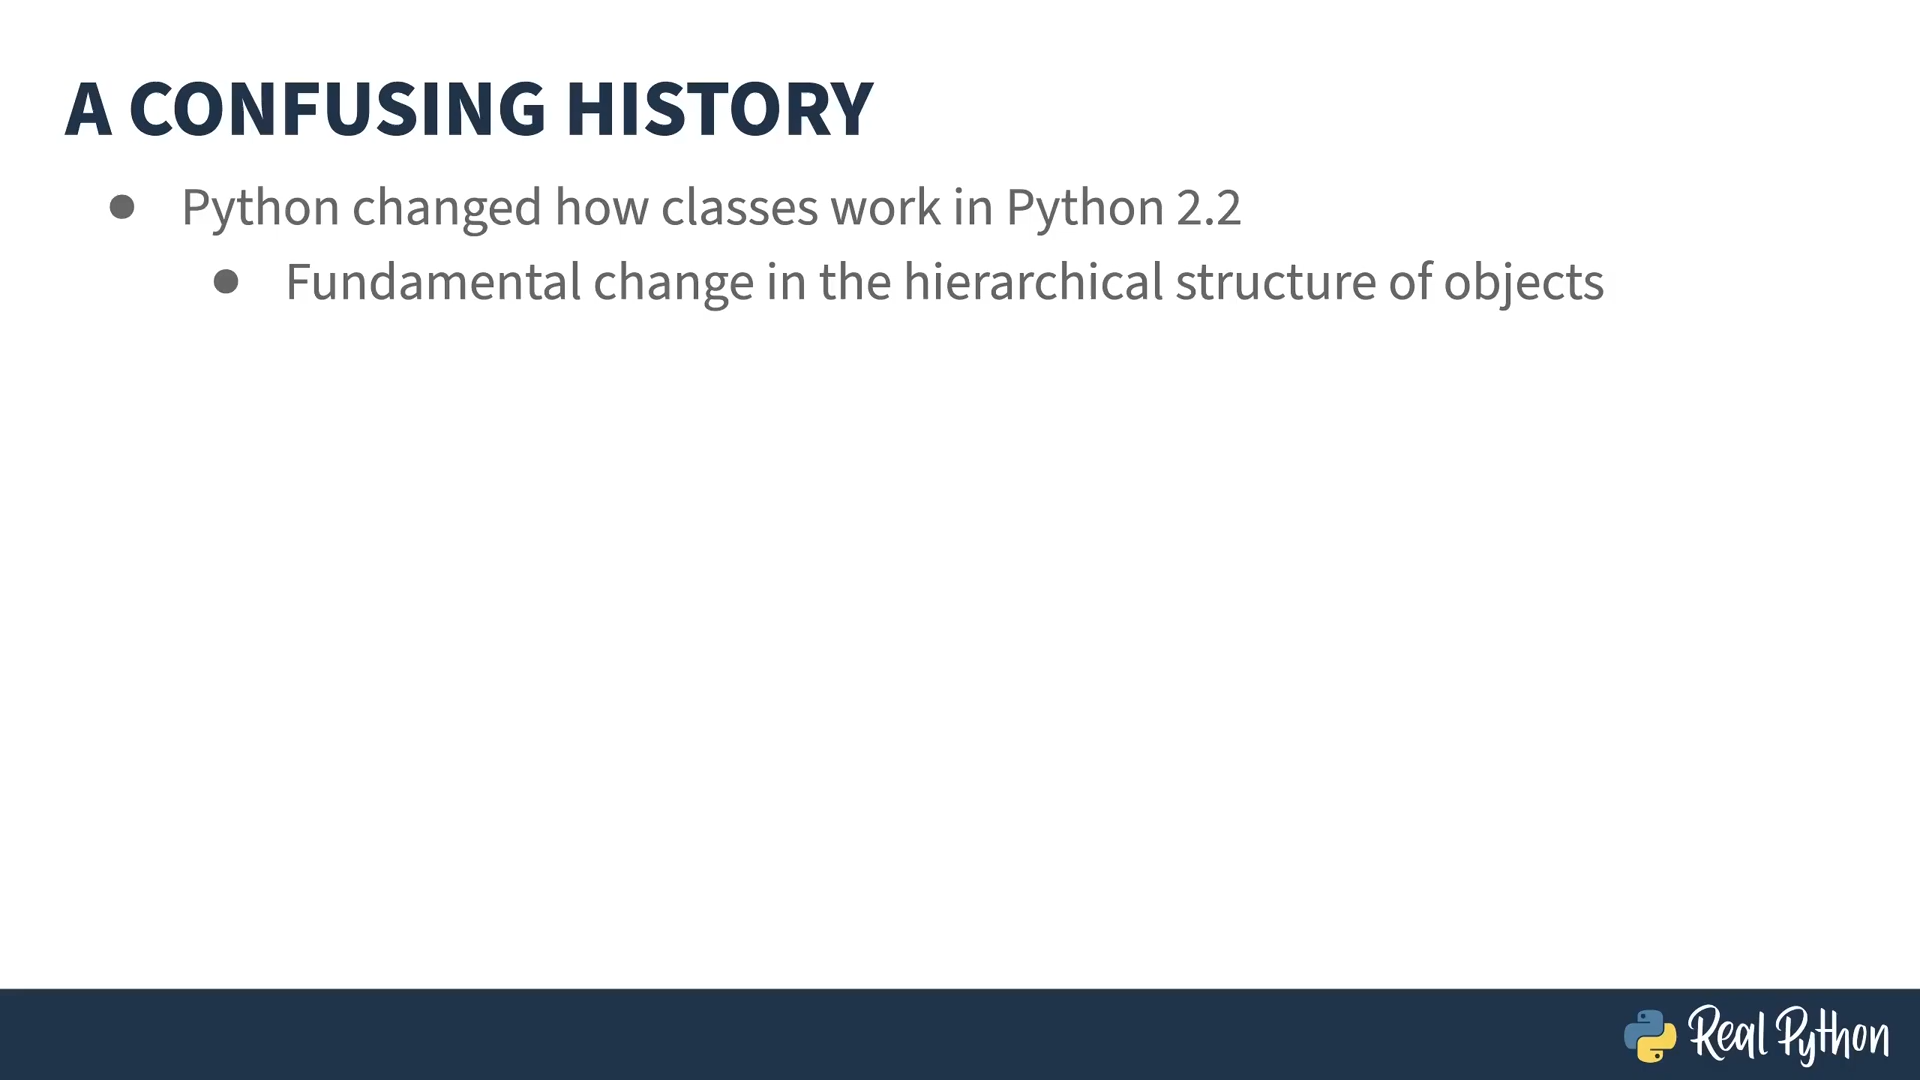 A CONFUSING HISTORY
● Python changed how classes work in Python 2.2
● Fundamental change in the hierarchical structure of objects
Real Python